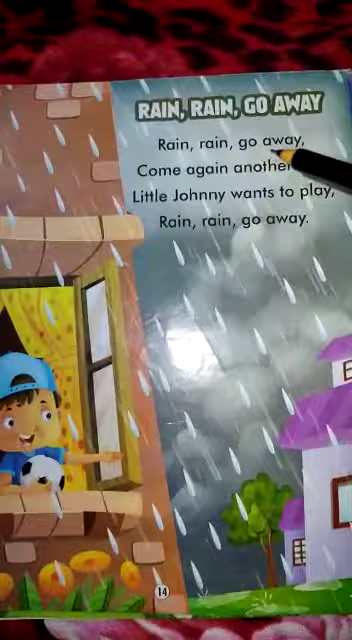 RAIN, RAIN, GO AWAY
Rain, rain, go away,
Come again another
Little Johnny wants to play,
Rain, rain, go away.
14